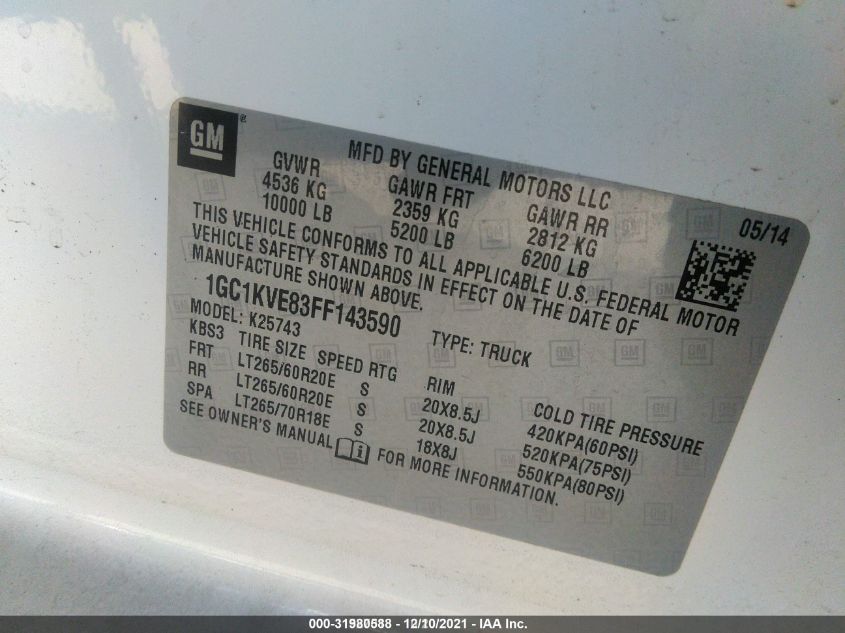 GM®
MFD BY GENERAL MOTORS LLC
05/14
GVWR GAWR FRT GAWR RR
4536 KG 2359 KG 2812 KG
10000 LB 5200 LB 6200 LB
THIS VEHICLE CONFORMS TO ALL APPLICABLE U.S. FEDERAL MOTOR
VEHICLE SAFETY STANDARDS IN EFFECT ON THE DATE OF
MANUFACTURE SHOWN ABOVE.
1GC1KVE83FF143590
MODEL: K25743 TYPE: TRUCK
KBS3 TIRE SIZE SPEED RTG RIM COLD TIRE PRESSURE
FRT LT265/60R20E S 20X8.5J 420KPA(60PSI)
RR LT265/60R20E S 20X8.5J 520KPA(75PSI)
SPA LT265/70R18E S 18X8J 550KPA(80PSI)
SEE OWNER'S MANUAL FOR MORE INFORMATION.
000-31980688 - 12/10/2021 - IAA Inc.